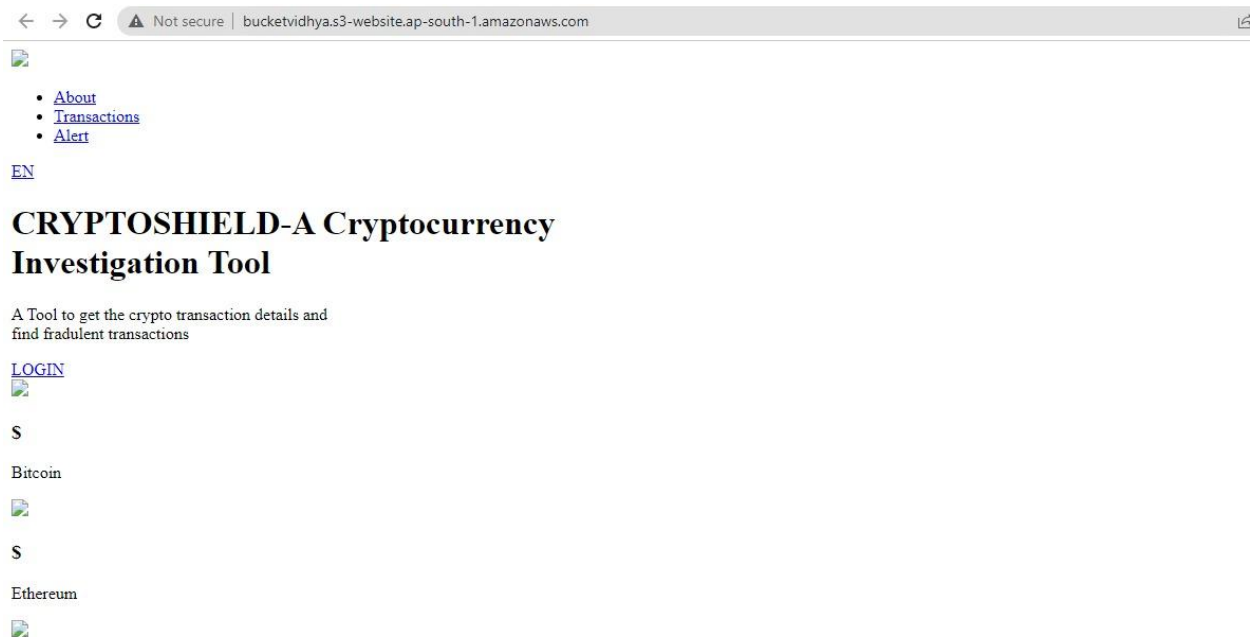 Not secure | bucketvidhya.s3-website.ap-south-1.amazonaws.com
About
Transactions
Alert
EN
CRYPTOSHIELD-A Cryptocurrency
Investigation Tool
A Tool to get the crypto transaction details and
find fradulent transactions
LOGIN
$
Bitcoin
$
Ethereum